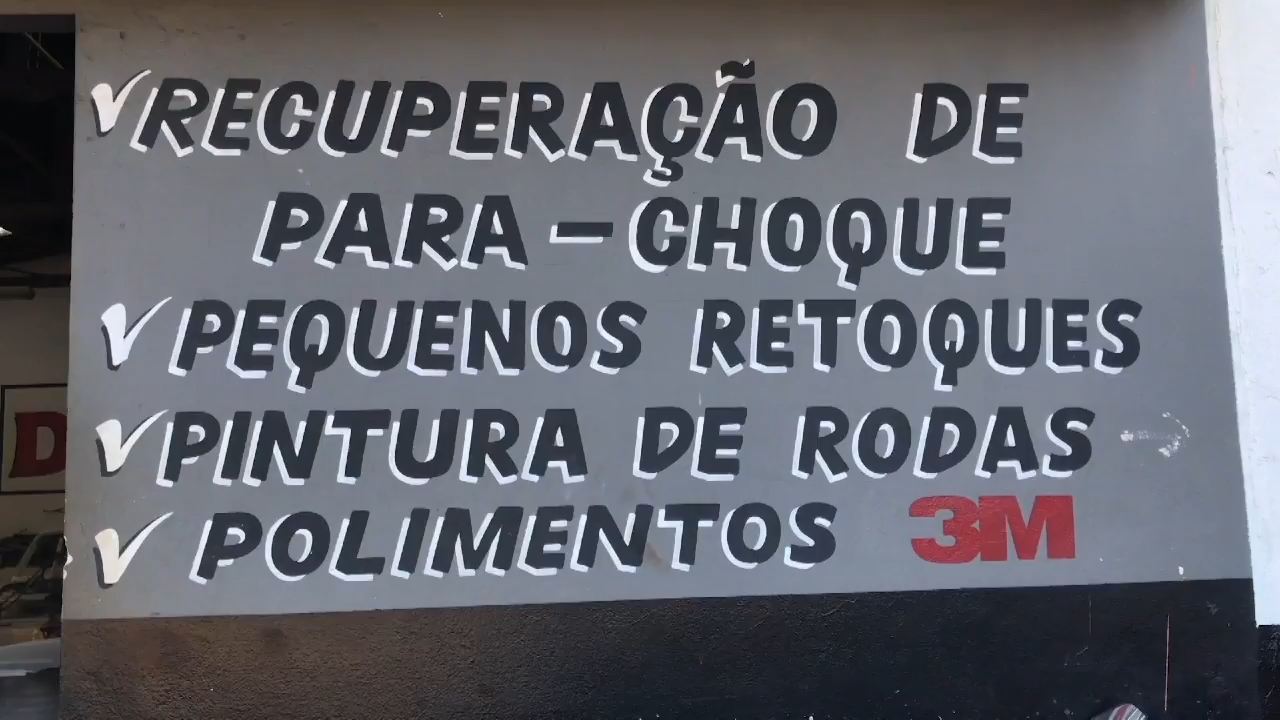 ✓RECUPERAÇÃO DE
PARA-CHOQUE
✓PEQUENOS RETOQUES
✓PINTURA DE RODAS
✓POLIMENTOS 3M
D